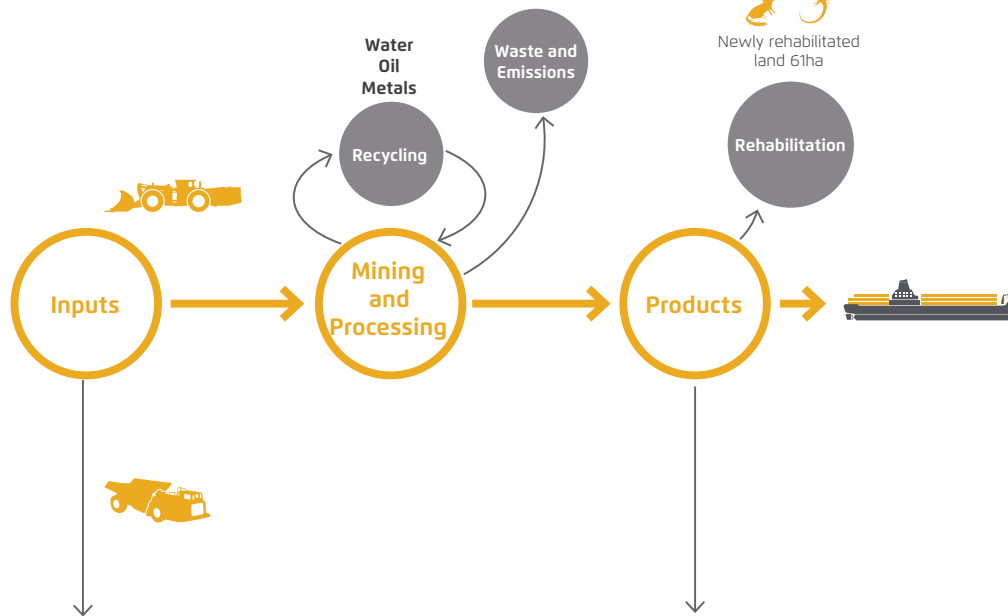 Newly rehabilitated
land 61ha
Water
Oil
Metals
Waste and
Emissions
Recycling
Rehabilitation
Inputs
Mining
and
Processing
Products